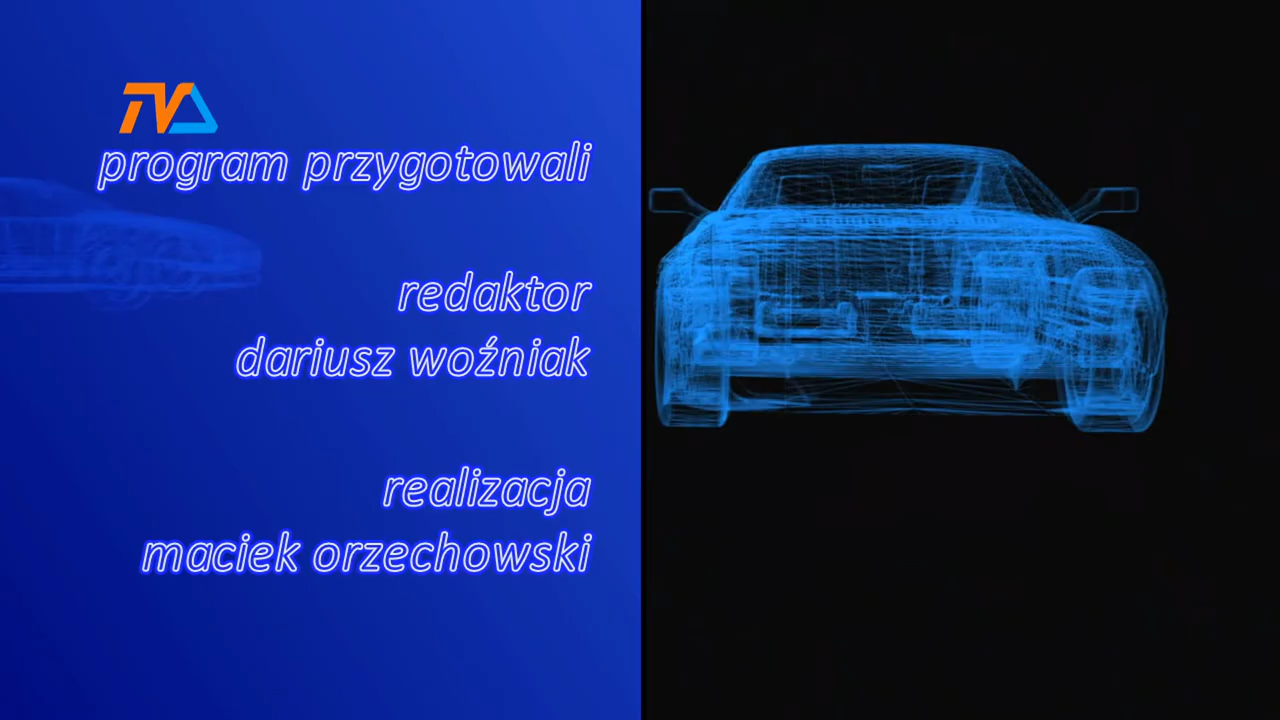 TVA
program przygotowali
redaktor
dariusz woźniak
realizacja
maciek orzechowski